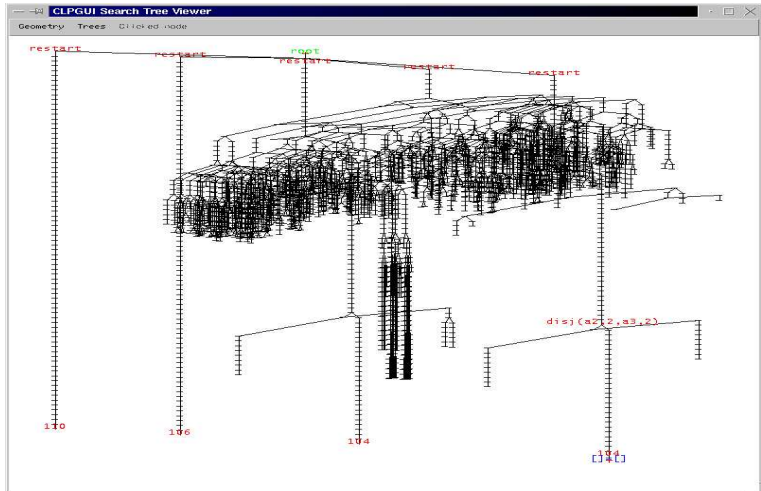 CLPGUI Search Tree Viewer
Geometry Trees Clicked node
root
restart restart restart restart restart
disj(a2,2,a3,2)
110
106
104
104